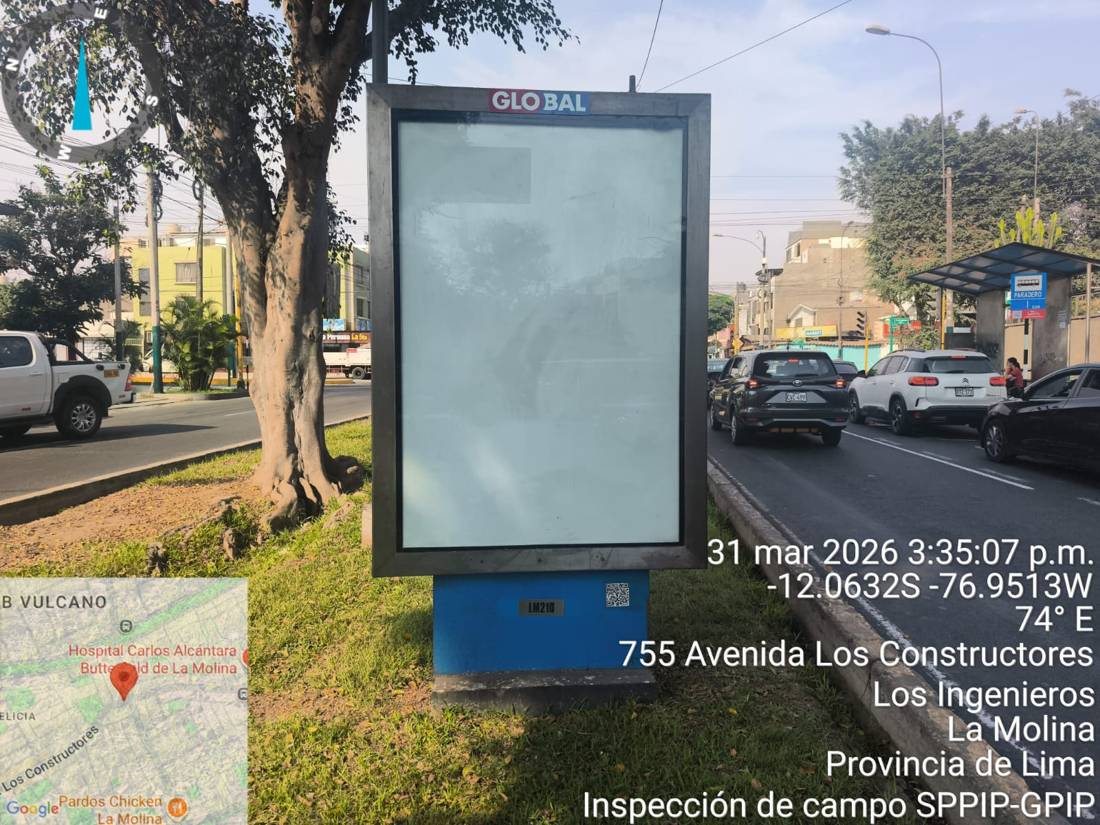 N
E
S
W
GLOBAL
PARADERO
LM210
31 mar 2026 3:35:07 p.m.
-12.0632S -76.9513W
74° E
755 Avenida Los Constructores
Los Ingenieros
La Molina
Provincia de Lima
Inspección de campo SPPIP-GPIP
B VULCANO
Hospital Carlos Alcántara
Butterfield de La Molina
ELICIA
Los Constructores
Google
Pardos Chicken
La Molina